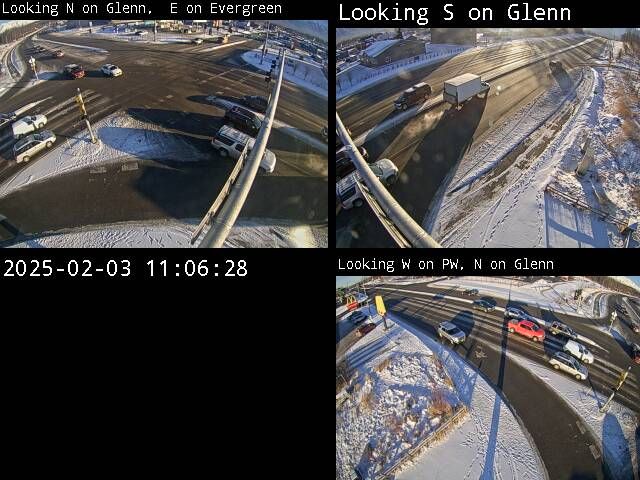 Looking N on Glenn,  E on Evergreen
Looking S on Glenn
2025-02-03 11:06:28
Looking W on PW, N on Glenn